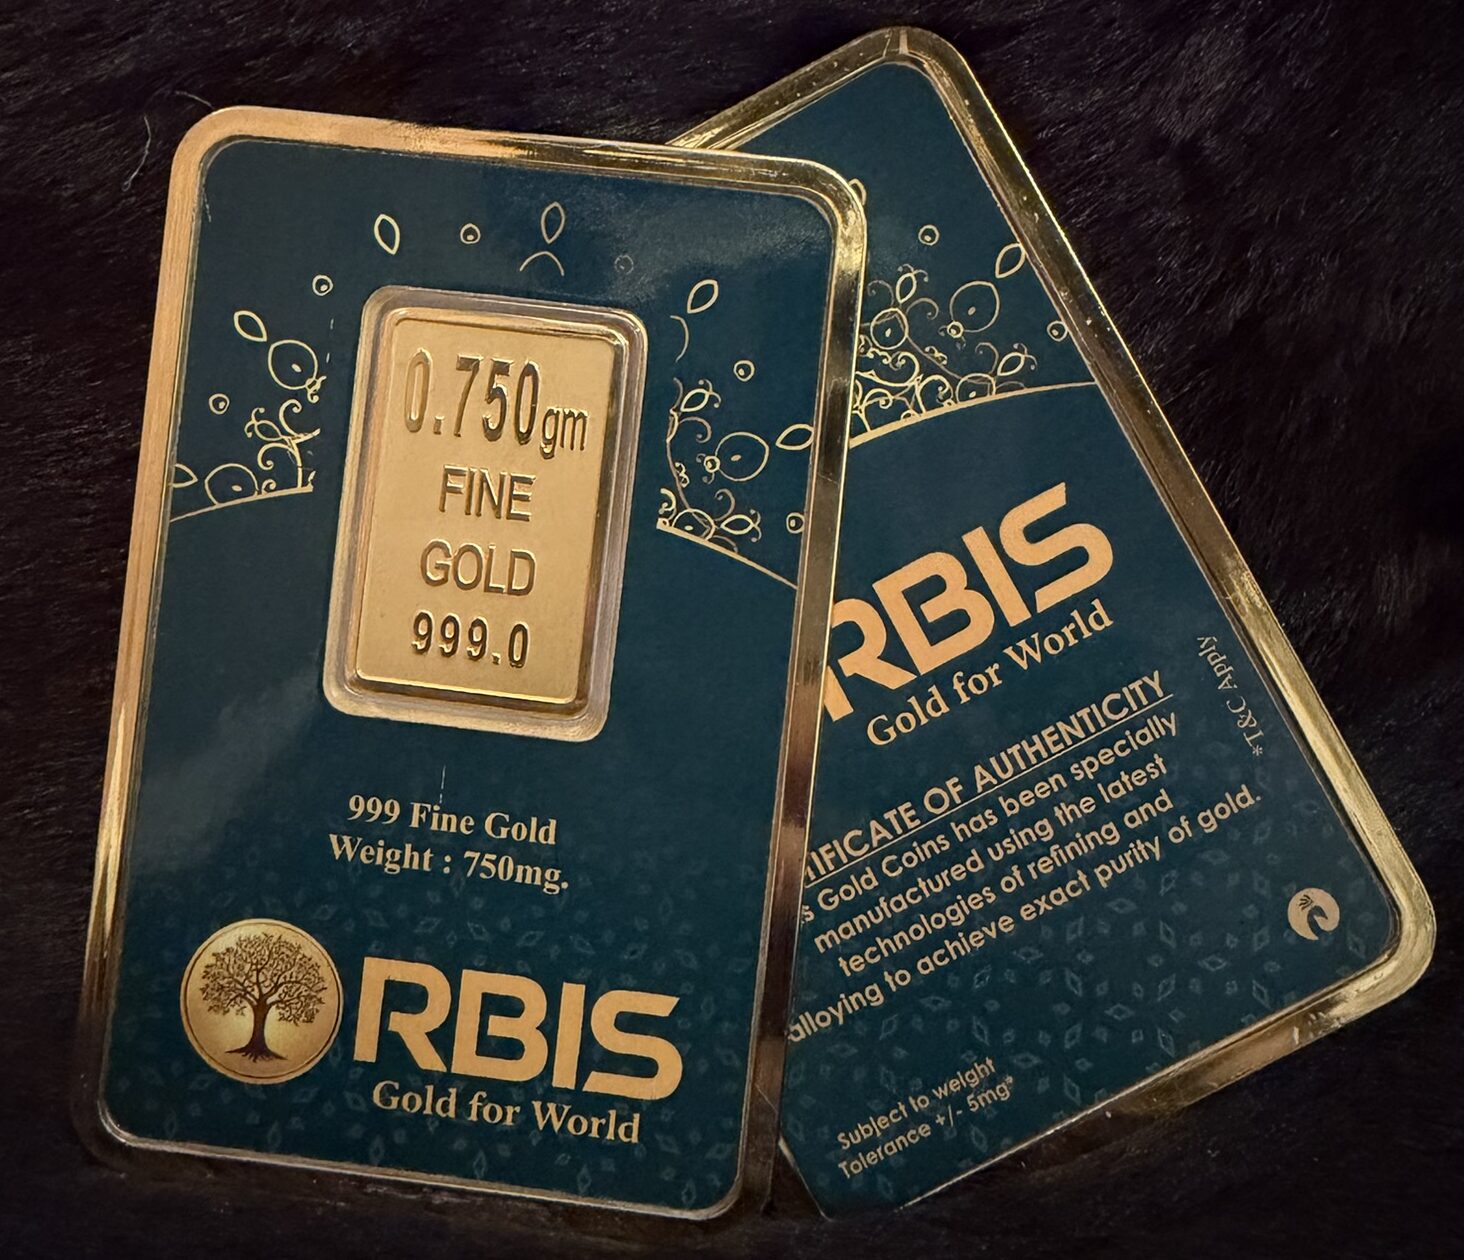 0.750gm
FINE
GOLD
999.0
999 Fine Gold
Weight : 750mg.
RBIS
Gold for World
RBIS
Gold for World
*T&C Apply
OF AUTHENTICITY
Gold Coins has been specially
manufactured using the latest
technologies of refining and
alloying to achieve exact purity of gold.
Subject to weight
Tolerance +/- 5mg*